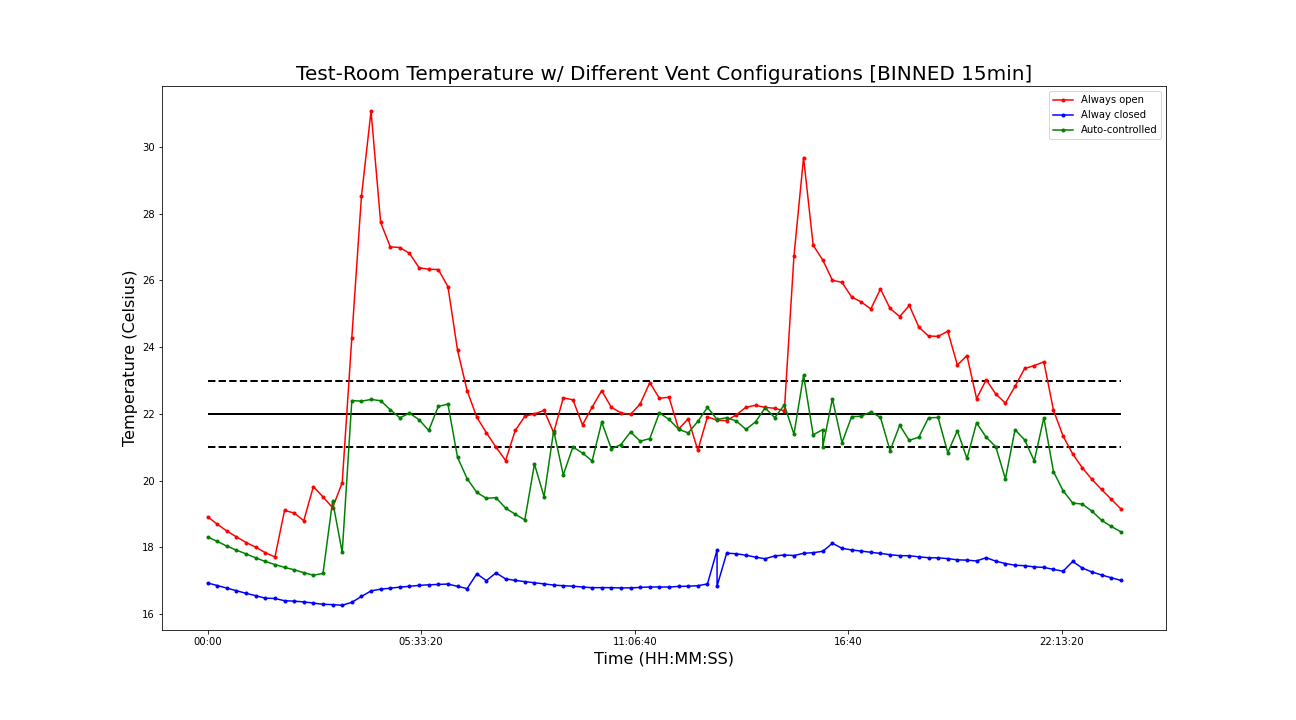 Test-Room Temperature w/ Different Vent Configurations [BINNED 15min]
Always open
Alway closed
Auto-controlled
Temperature (Celsius)
30
28
26
24
22
20
18
16
00:00
05:33:20
11:06:40
16:40
22:13:20
Time (HH:MM:SS)